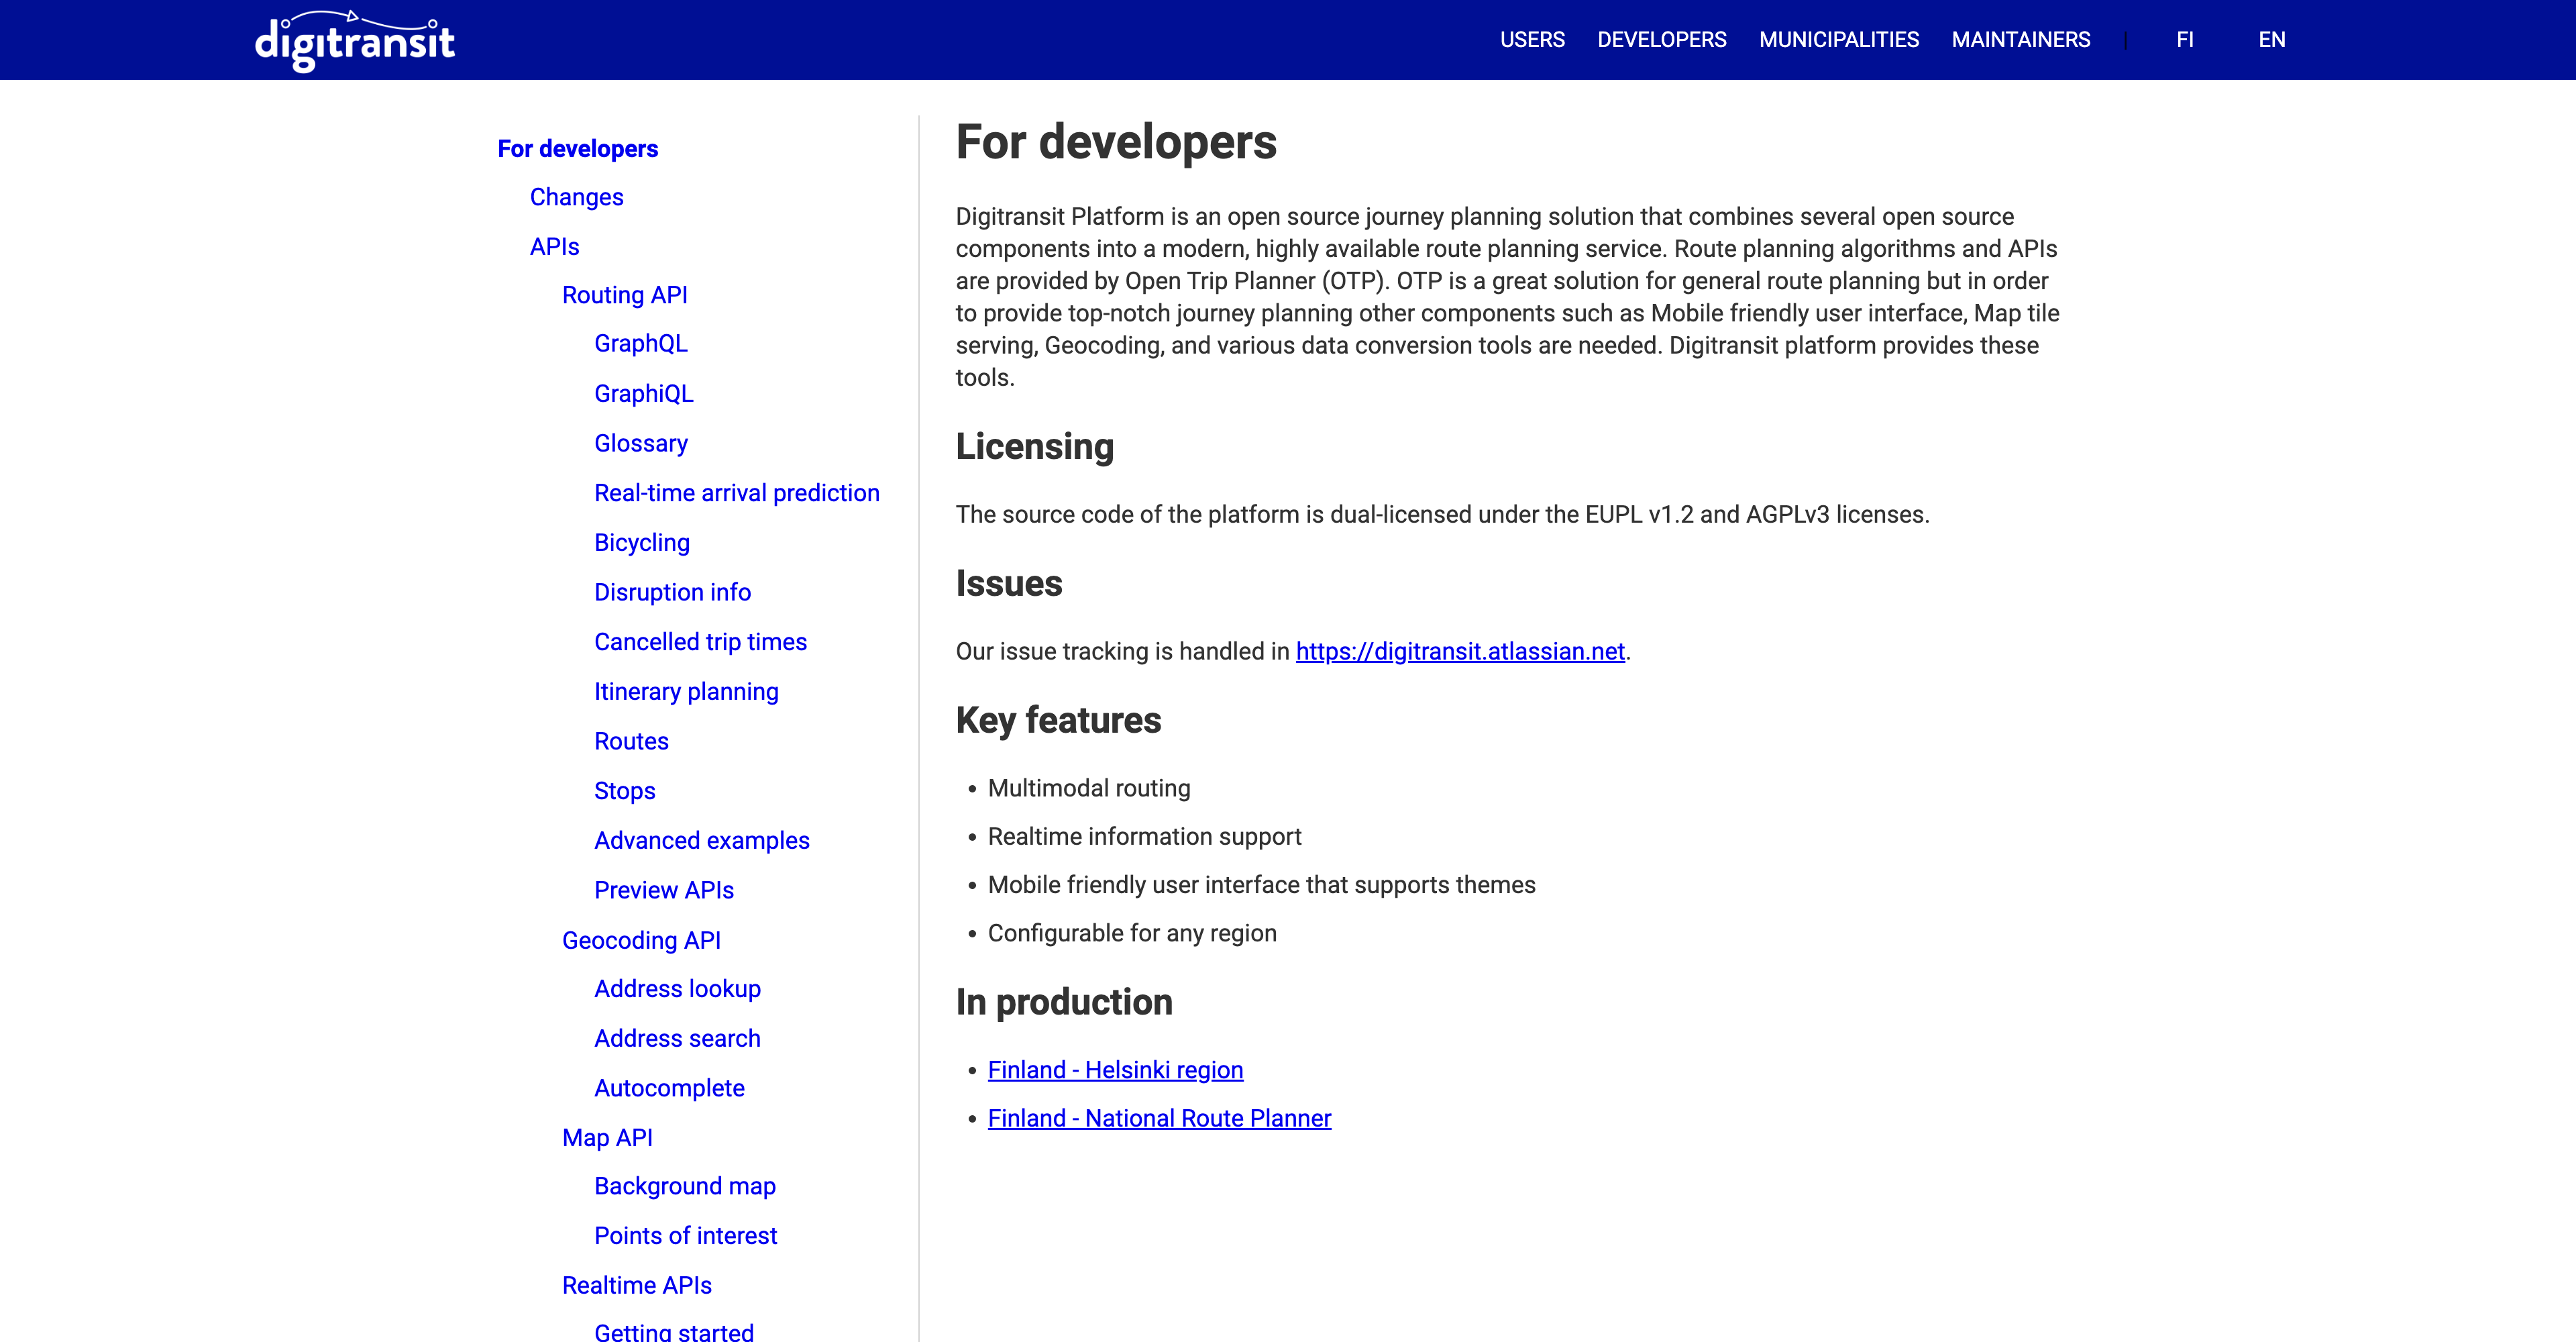 digitransit
USERS DEVELOPERS MUNICIPALITIES MAINTAINERS | FI EN
For developers
Changes
APIs
Routing API
GraphQL
GraphiQL
Glossary
Real-time arrival prediction
Bicycling
Disruption info
Cancelled trip times
Itinerary planning
Routes
Stops
Advanced examples
Preview APIs
Geocoding API
Address lookup
Address search
Autocomplete
Map API
Background map
Points of interest
Realtime APIs
Getting started
For developers
Digitransit Platform is an open source journey planning solution that combines several open source
components into a modern, highly available route planning service. Route planning algorithms and APIs
are provided by Open Trip Planner (OTP). OTP is a great solution for general route planning but in order
to provide top-notch journey planning other components such as Mobile friendly user interface, Map tile
serving, Geocoding, and various data conversion tools are needed. Digitransit platform provides these
tools.
Licensing
The source code of the platform is dual-licensed under the EUPL v1.2 and AGPLv3 licenses.
Issues
Our issue tracking is handled in https://digitransit.atlassian.net.
Key features
• Multimodal routing
• Realtime information support
• Mobile friendly user interface that supports themes
• Configurable for any region
In production
• Finland - Helsinki region
• Finland - National Route Planner